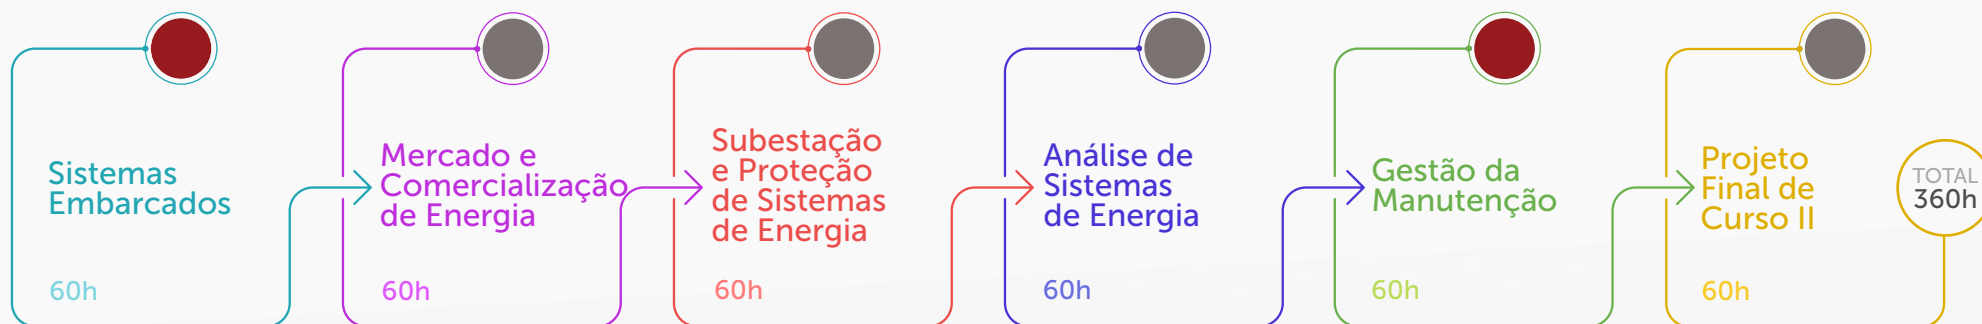 Sistemas
Embarcados
60h
Mercado e
Comercialização
de Energia
60h
Subestação
e Proteção
de Sistemas
de Energia
60h
Análise de
Sistemas
de Energia
60h
Gestão da
Manutenção
60h
Projeto
Final de
Curso II
60h
TOTAL
360h